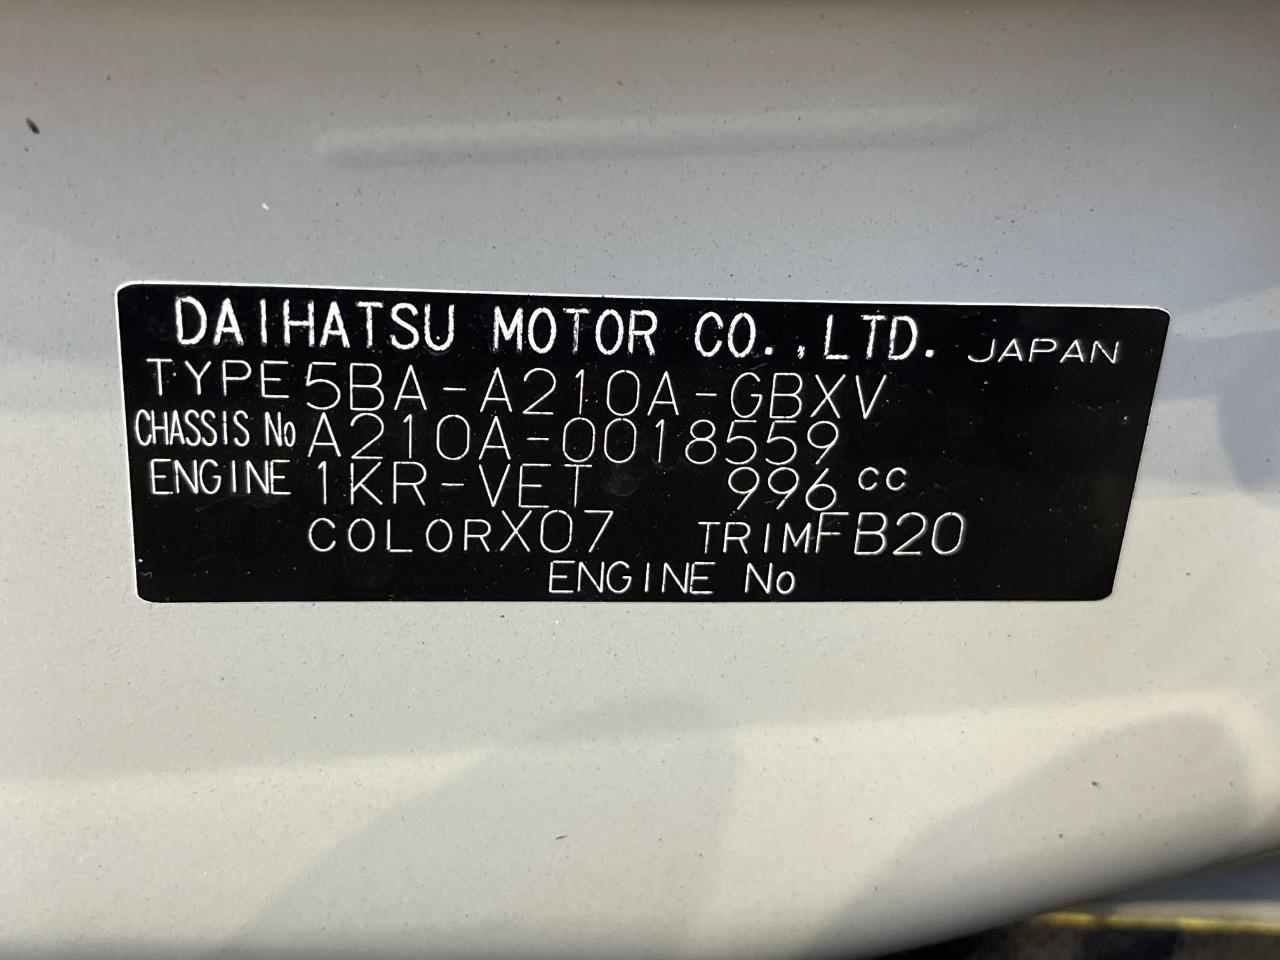 DAIHATSU MOTOR CO.,LTD. JAPAN
TYPE 5BA-A210A-GBXV
CHASSIS No A210A-0018559
ENGINE 1KR-VET 996 cc
COLOR X07 TRIM FB20
ENGINE No